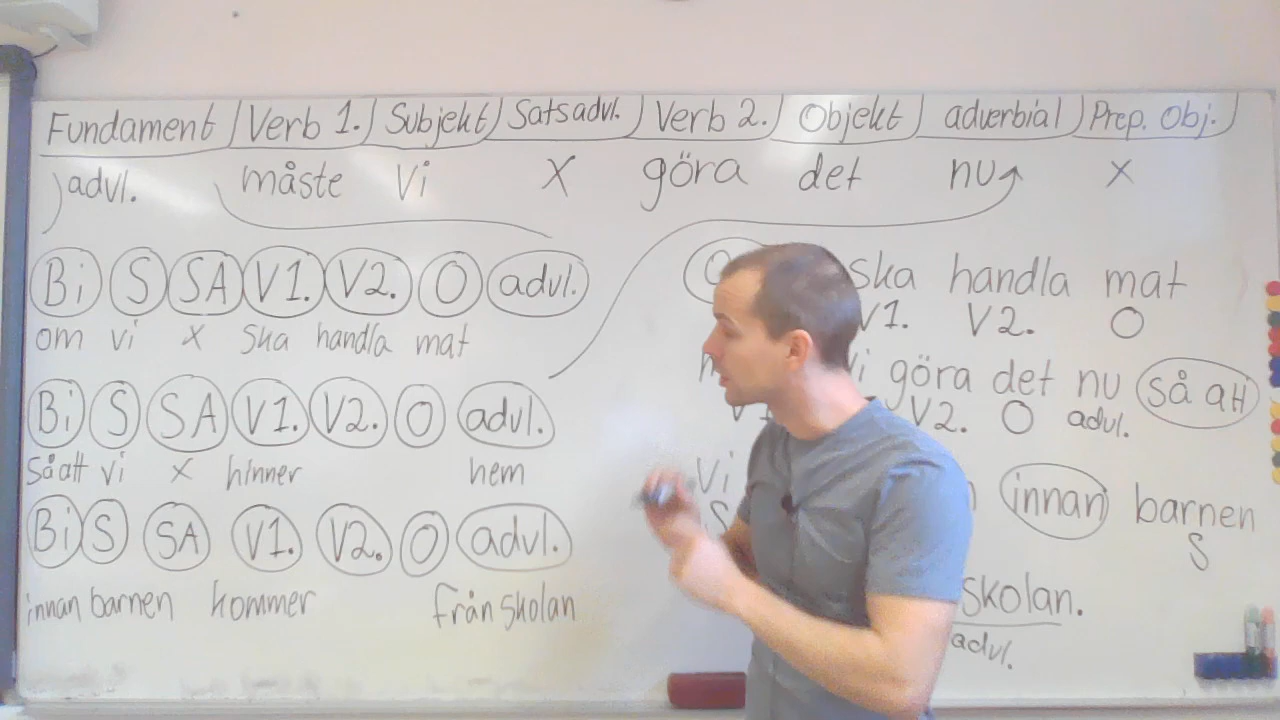 Fundament Verb 1. Subjekt Satsadvl. Verb 2. Objekt adverbial Prep. Obj.
advl. måste vi X göra det nu X
Bi S SA V1. V2. O advl.
om vi X ska handla mat
Bi S SA V1. V2. O advl.
så att vi X hinner hem
Bi S SA V1. V2. O advl.
innan barnen kommer från skolan
ska handla mat
V1. V2. O
göra det nu så att
V2. O advl.
Vi innan barnen
S S
skolan.
advl.